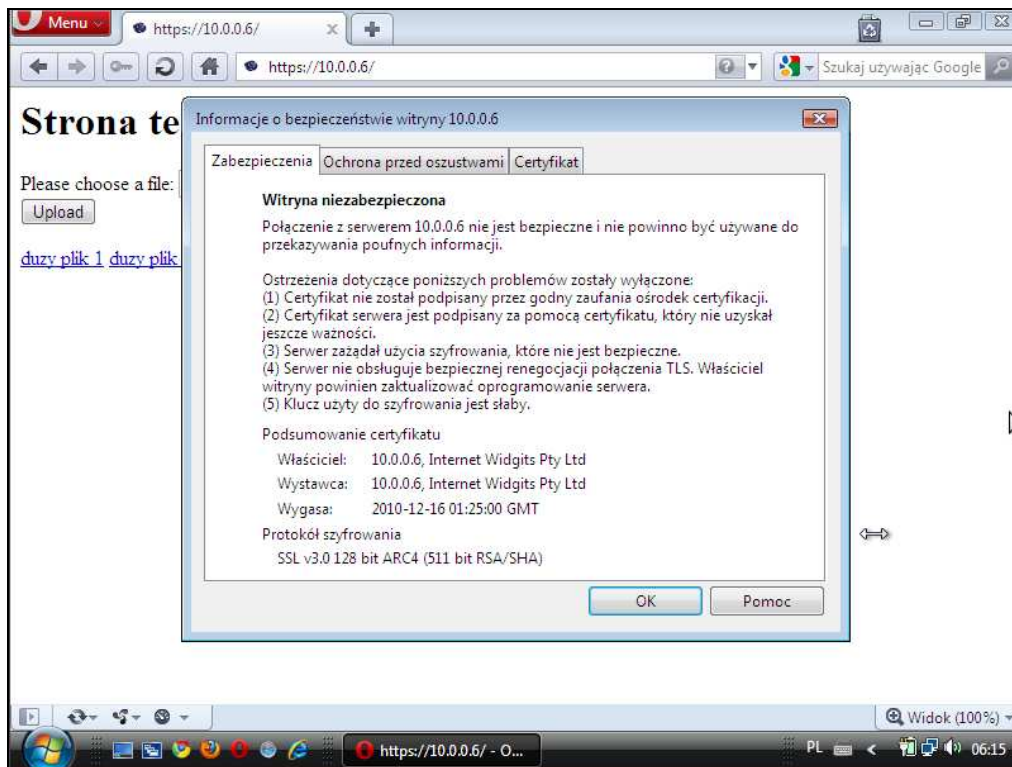 Menu
https://10.0.0.6/
https://10.0.0.6/
Szukaj używając Google
Strona te
Please choose a file:
Upload
duzy plik 1 duzy plik
Informacje o bezpieczeństwie witryny 10.0.0.6
Zabezpieczenia Ochrona przed oszustwami Certyfikat
Witryna niezabezpieczona
Połączenie z serwerem 10.0.0.6 nie jest bezpieczne i nie powinno być używane do
przekazywania poufnych informacji.
Ostrzeżenia dotyczące poniższych problemów zostały wyłączone:
(1) Certyfikat nie został podpisany przez godny zaufania ośrodek certyfikacji.
(2) Certyfikat serwera jest podpisany za pomocą certyfikatu, który nie uzyskał
jeszcze ważności.
(3) Serwer zażądał użycia szyfrowania, które nie jest bezpieczne.
(4) Serwer nie obsługuje bezpiecznej renegocjacji połączenia TLS. Właściciel
witryny powinien zaktualizować oprogramowanie serwera.
(5) Klucz użyty do szyfrowania jest słaby.
Podsumowanie certyfikatu
Właściciel: 10.0.0.6, Internet Widgits Pty Ltd
Wystawca: 10.0.0.6, Internet Widgits Pty Ltd
Wygasa: 2010-12-16 01:25:00 GMT
Protokół szyfrowania
SSL v3.0 128 bit ARC4 (511 bit RSA/SHA)
OK Pomoc
Widok (100%)
https://10.0.0.6/ - O...
PL 06:15